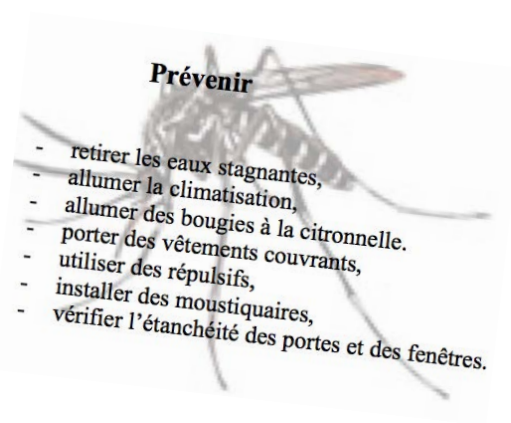 Prévenir
- retirer les eaux stagnantes,
- allumer la climatisation,
- allumer des bougies à la citronnelle.
- porter des vêtements couvrants,
- utiliser des répulsifs,
- installer des moustiquaires,
- vérifier l'étanchéité des portes et des fenêtres.